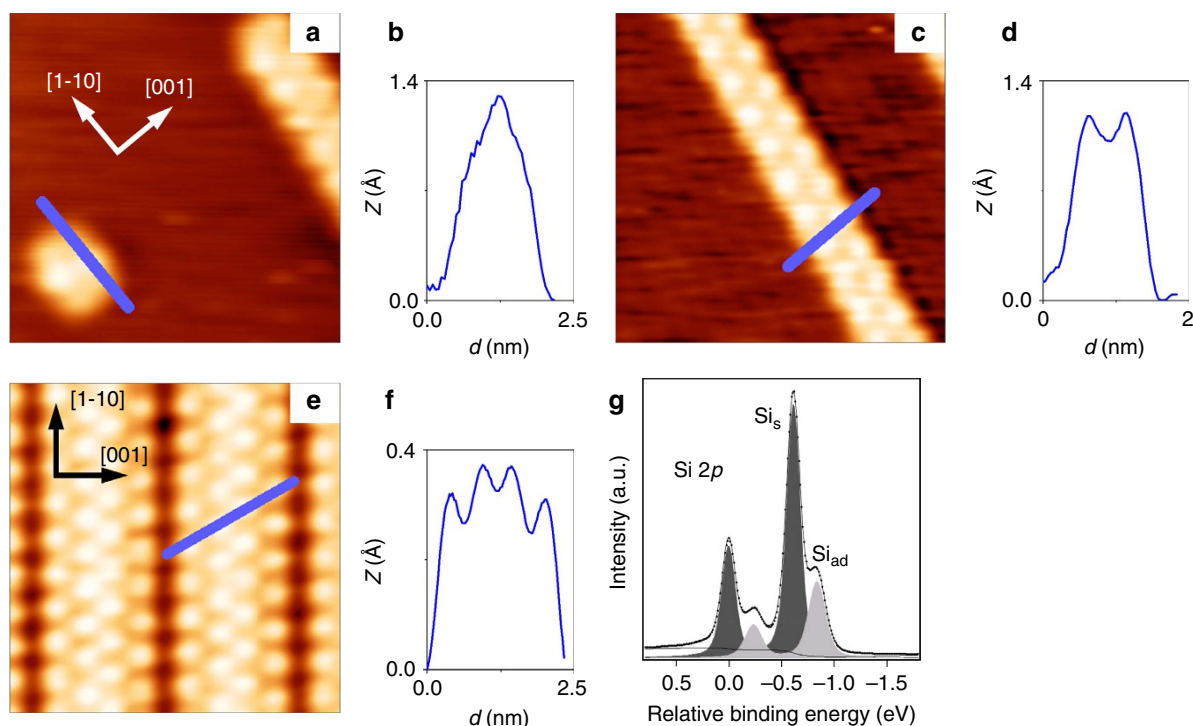 a
[1-10]
[001]
b
1.4
Z (Å)
0.0
0.0
2.5
d (nm)
c
d
1.4
Z (Å)
0.0
0
2
d (nm)
e
[1-10]
[001]
f
0.4
Z (Å)
0.0
0.0
2.5
d (nm)
g
Si 2p
Si_s
Si_ad
Intensity (a.u.)
0.5 0.0 −0.5 −1.0 −1.5
Relative binding energy (eV)